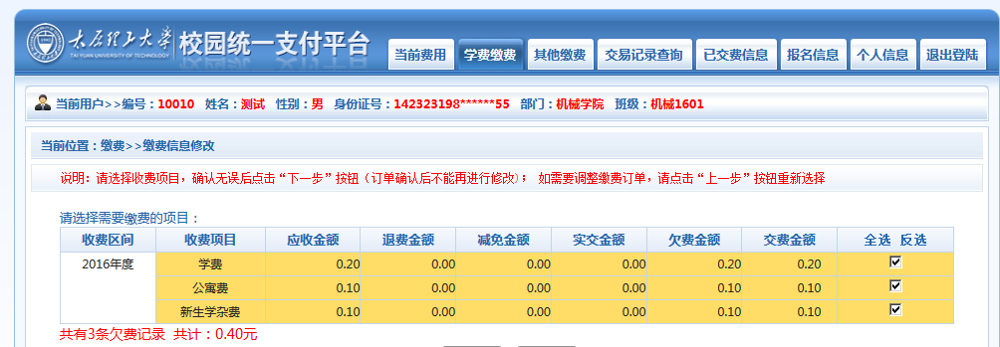 太原理工大学 校园统一支付平台
TAI YUAN UNIVERSITY OF TECHNOLOGY
当前费用 学费缴费 其他缴费 交易记录查询 已交费信息 报名信息 个人信息 退出登陆
当前用户>>编号：10010 姓名：测试 性别：男 身份证号：142323198******55 部门：机械学院 班级：机械1601
当前位置：缴费>>缴费信息修改
说明：请选择收费项目，确认无误后点击“下一步”按钮（订单确认后不能再进行修改）； 如需要调整缴费订单，请点击“上一步”按钮重新选择
请选择需要缴费的项目：
收费区间 收费项目 应收金额 退费金额 减免金额 实交金额 欠费金额 交费金额 全选 反选
2016年度 学费 0.20 0.00 0.00 0.00 0.20 0.20
公寓费 0.10 0.00 0.00 0.00 0.10 0.10
新生学杂费 0.10 0.00 0.00 0.00 0.10 0.10
共有3条欠费记录 共计：0.40元